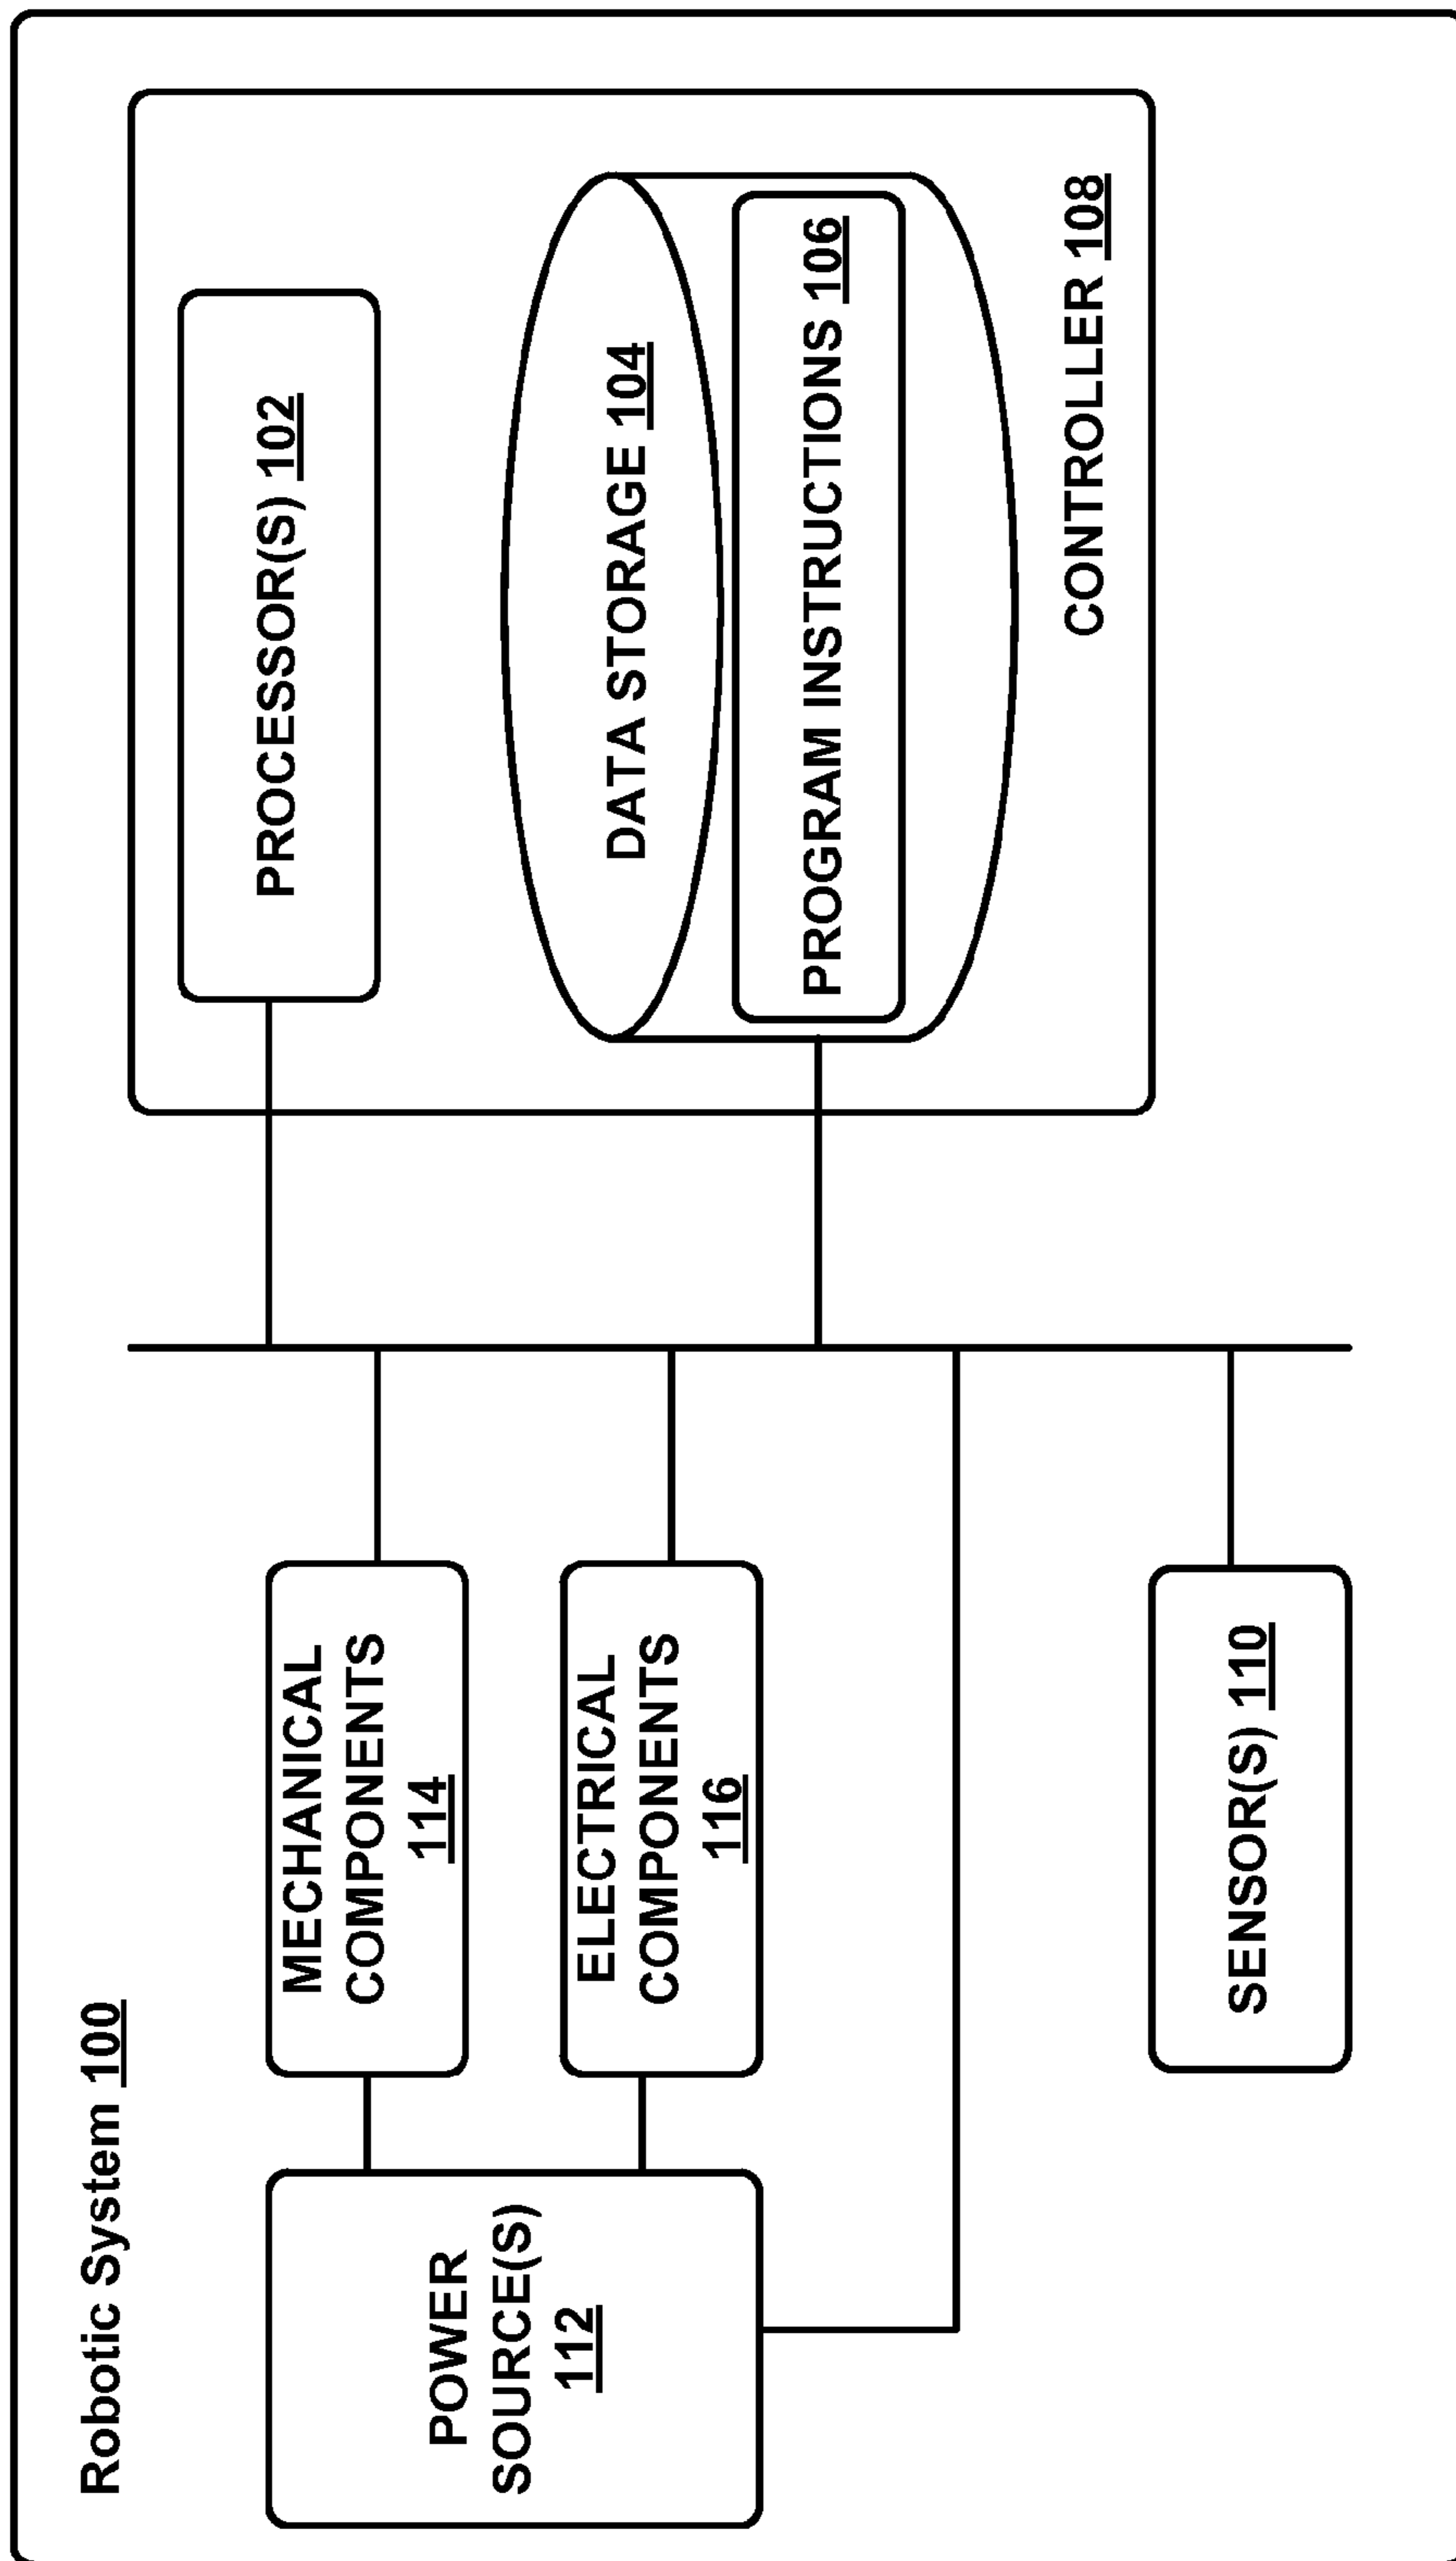 Robotic System 100
POWER
SOURCE(S)
112
MECHANICAL
COMPONENTS
114
ELECTRICAL
COMPONENTS
116
SENSOR(S) 110
PROCESSOR(S) 102
DATA STORAGE 104
PROGRAM INSTRUCTIONS 106
CONTROLLER 108